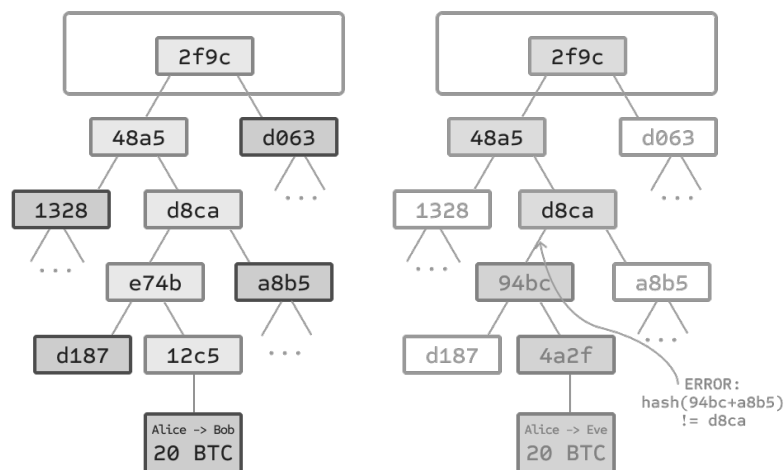 2f9c
48a5
d063
1328
d8ca
...
e74b
a8b5
...
d187
12c5
...
Alice -> Bob
20 BTC
2f9c
48a5
d063
1328
d8ca
...
94bc
a8b5
...
d187
4a2f
...
ERROR:
hash(94bc+a8b5)
!= d8ca
Alice -> Eve
20 BTC